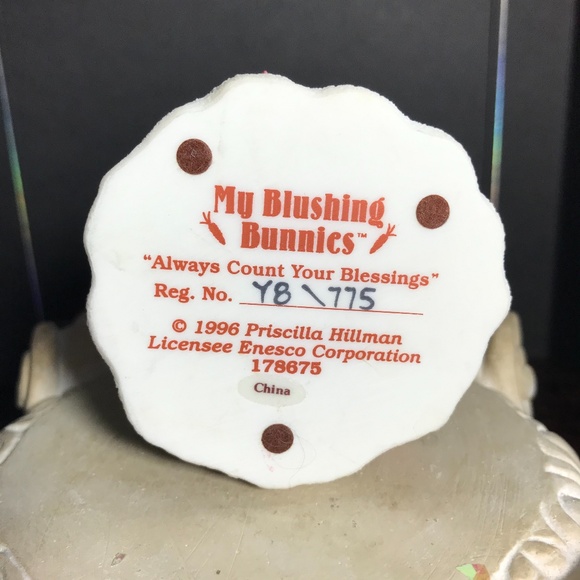 My Blushing
Bunnies™
"Always Count Your Blessings"
Reg. No. Y8\775
© 1996 Priscilla Hillman
Licensee Enesco Corporation
178675
China